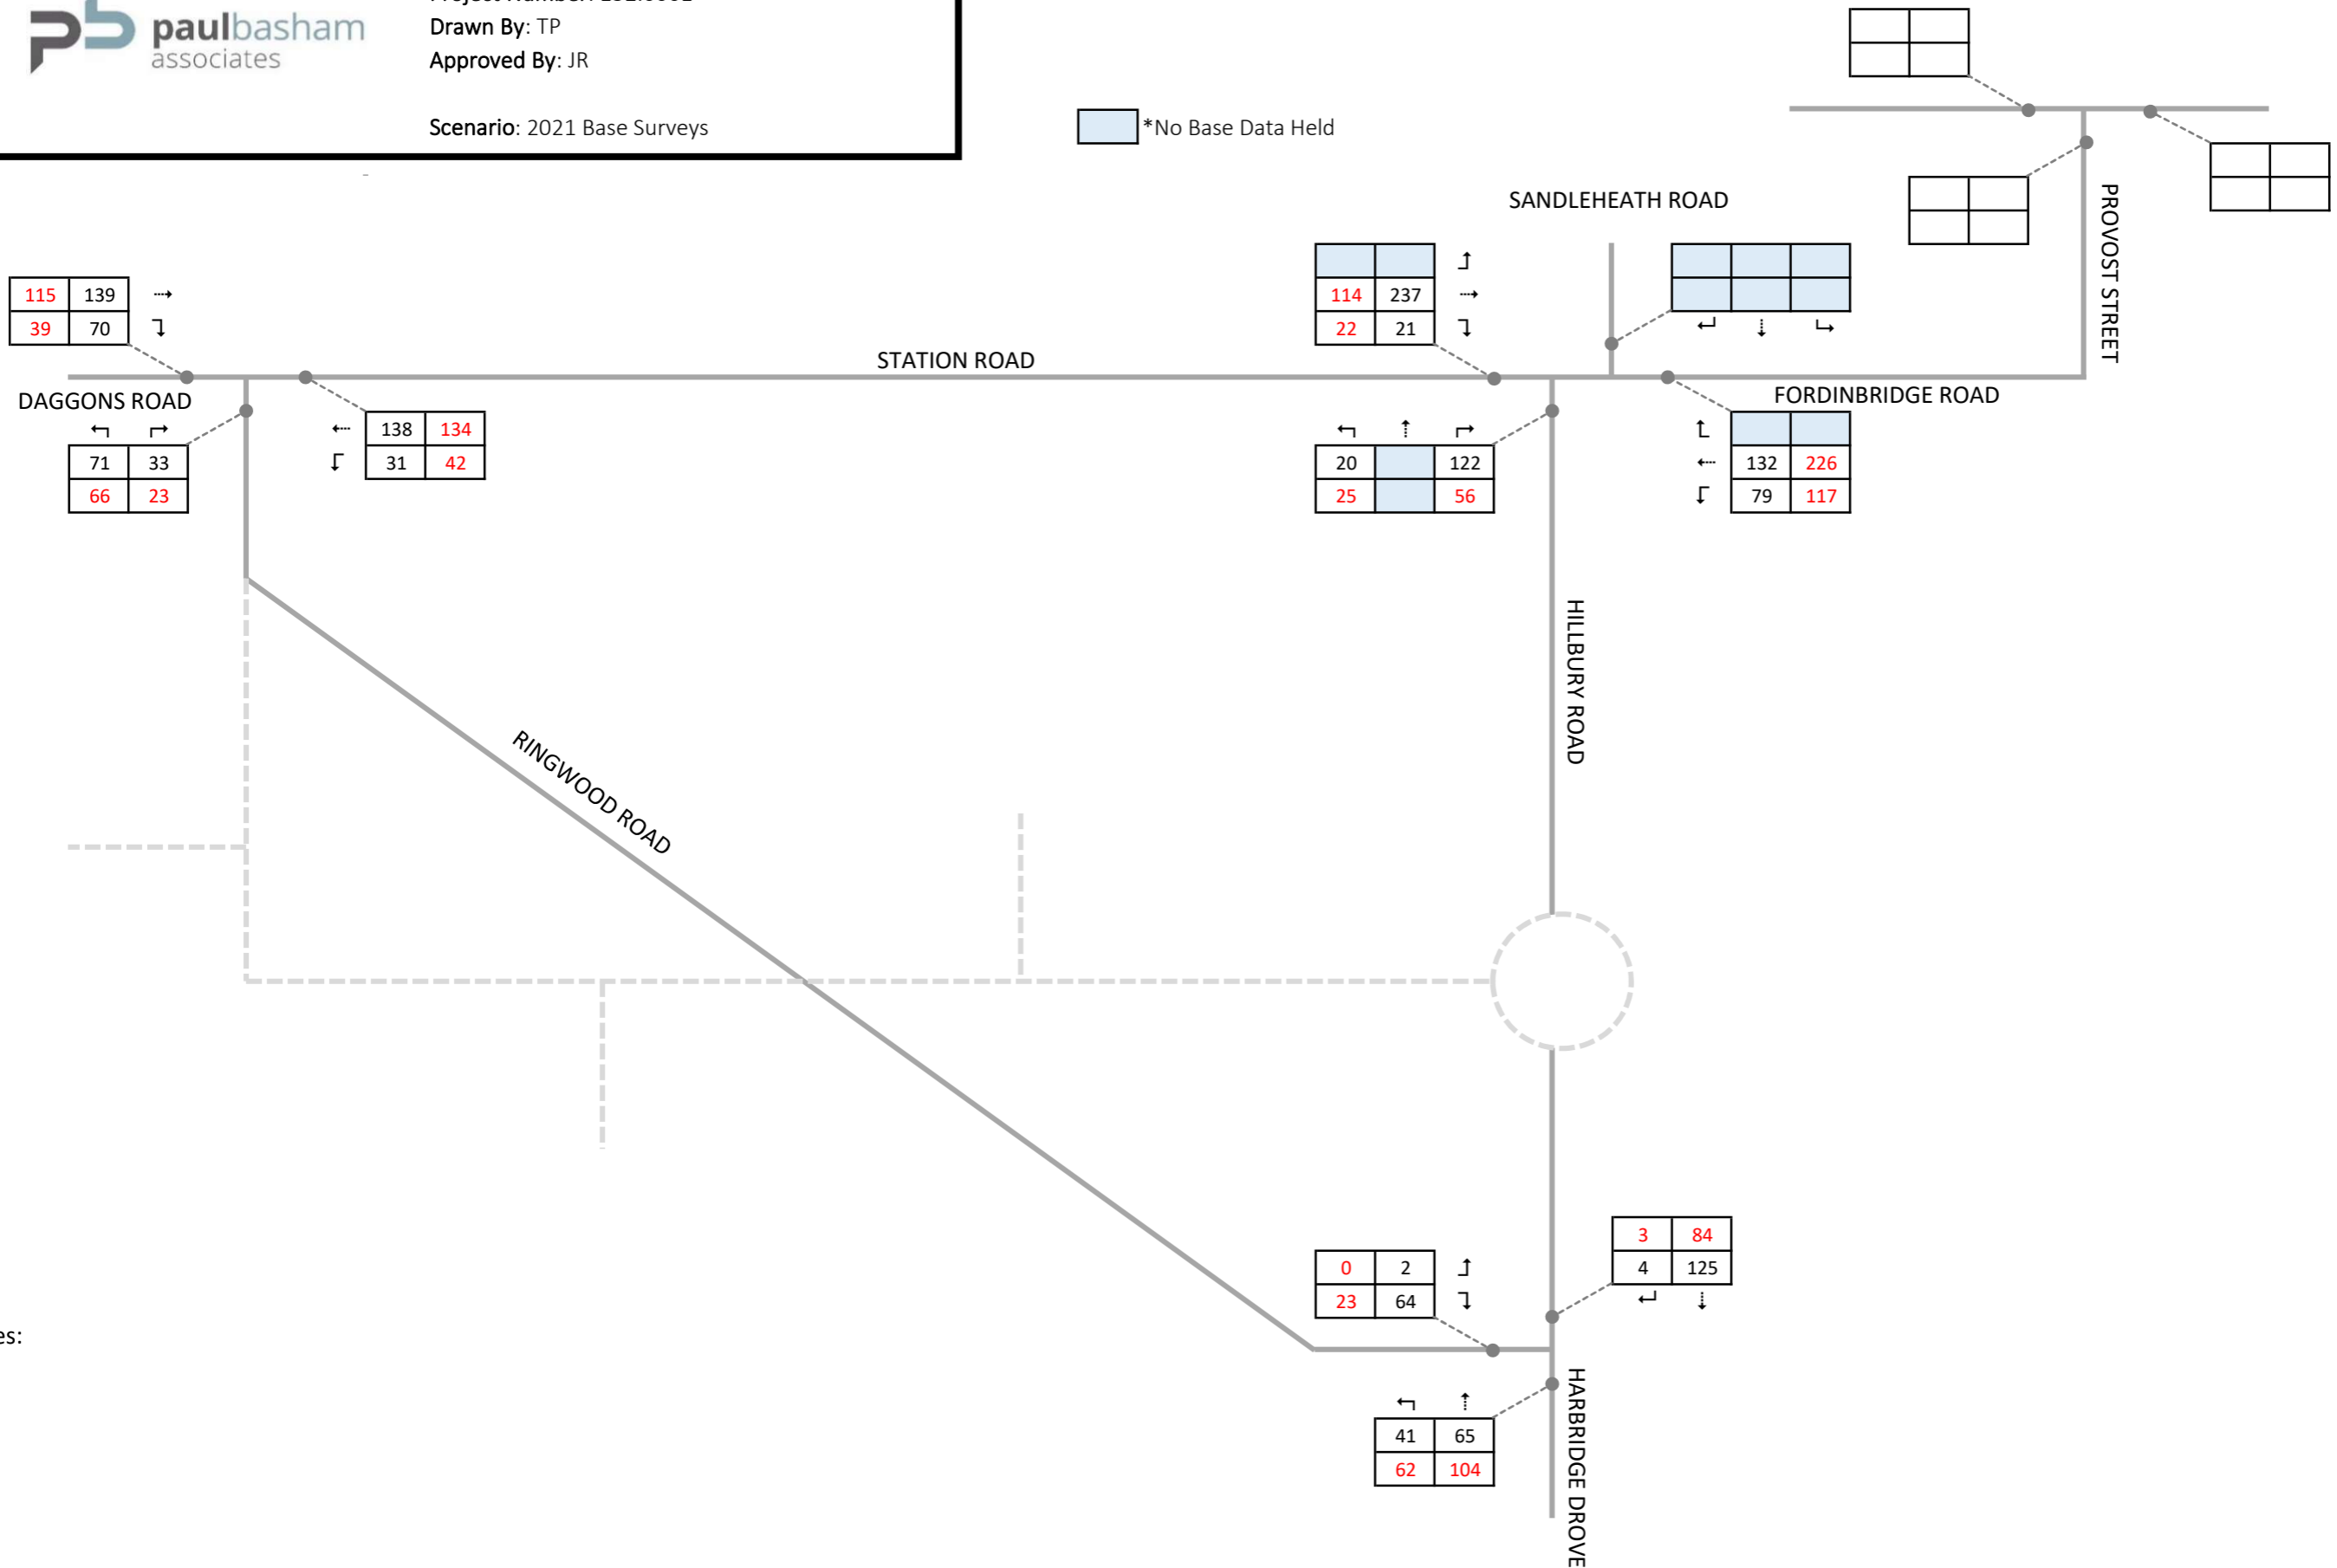 paulbasham
associates
Drawn By: TP
Approved By: JR
Scenario: 2021 Base Surveys
*No Base Data Held
SANDLEHEATH ROAD
PROVOST STREET
115 139
39 70
114 237
22 21
STATION ROAD
DAGGONS ROAD
FORDINBRIDGE ROAD
71 33
66 23
138 134
31 42
20 122
25 56
132 226
79 117
HILLBURY ROAD
RINGWOOD ROAD
3 84
4 125
0 2
23 64
HARBRIDGE DROVE
41 65
62 104